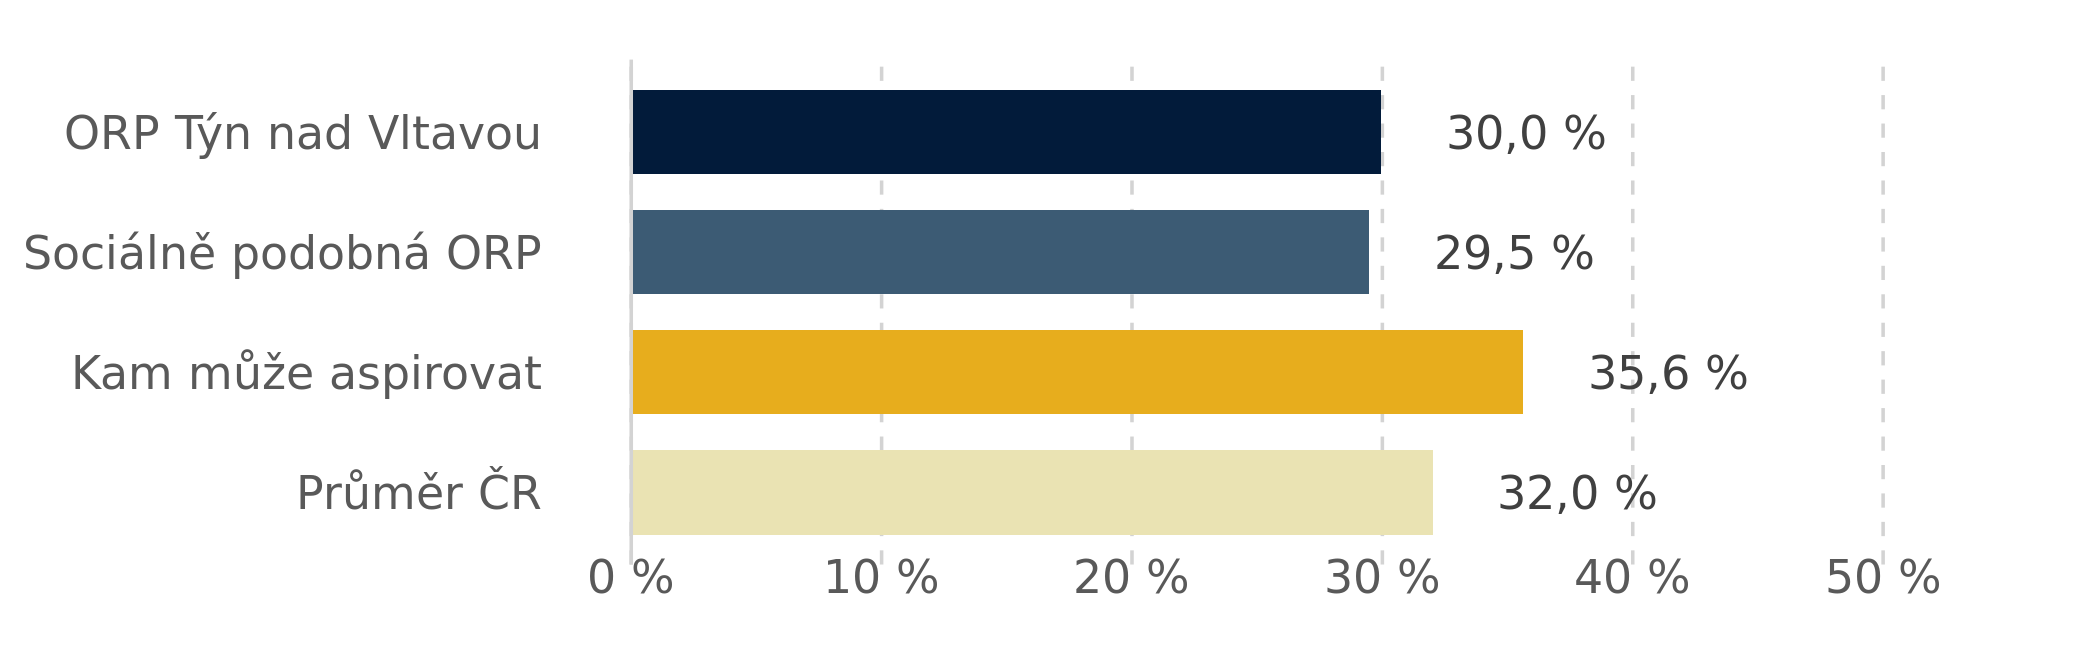 ORP Týn nad Vltavou 30,0 %
Sociálně podobná ORP 29,5 %
Kam může aspirovat 35,6 %
Průměr ČR 32,0 %
0 % 10 % 20 % 30 % 40 % 50 %